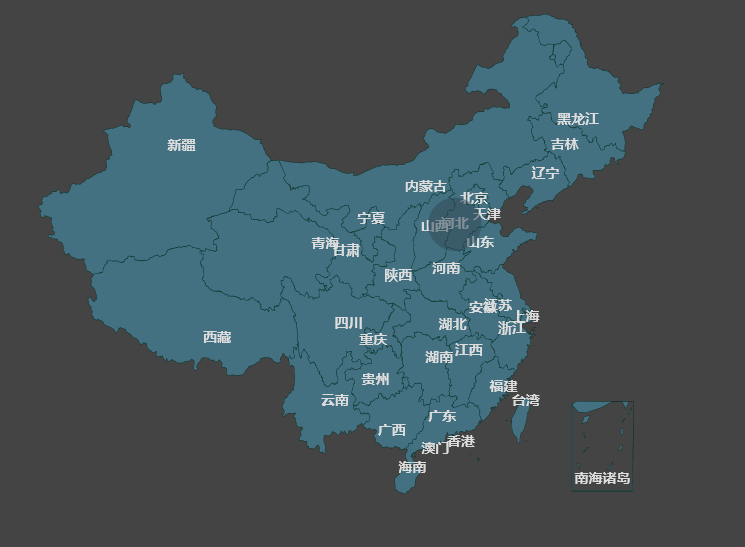 黑龙江
吉林
新疆
辽宁
内蒙古
北京
天津
宁夏
山西
河北
青海
甘肃
山东
河南
陕西
安徽
江苏
上海
四川
湖北
浙江
西藏
重庆
湖南
江西
贵州
福建
云南
台湾
广东
广西
香港
澳门
海南
南海诸岛